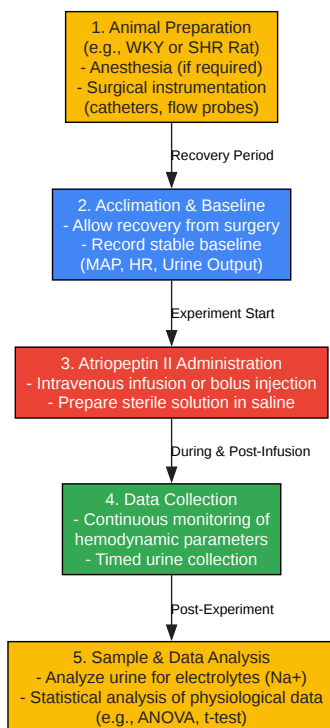 1. Animal Preparation
(e.g., WKY or SHR Rat)
- Anesthesia (if required)
- Surgical instrumentation
(catheters, flow probes)
Recovery Period
2. Acclimation & Baseline
- Allow recovery from surgery
- Record stable baseline
(MAP, HR, Urine Output)
Experiment Start
3. Atriopeptin II Administration
- Intravenous infusion or bolus injection
- Prepare sterile solution in saline
During & Post-Infusion
4. Data Collection
- Continuous monitoring of
hemodynamic parameters
- Timed urine collection
Post-Experiment
5. Sample & Data Analysis
- Analyze urine for electrolytes (Na+)
- Statistical analysis of physiological data
(e.g., ANOVA, t-test)